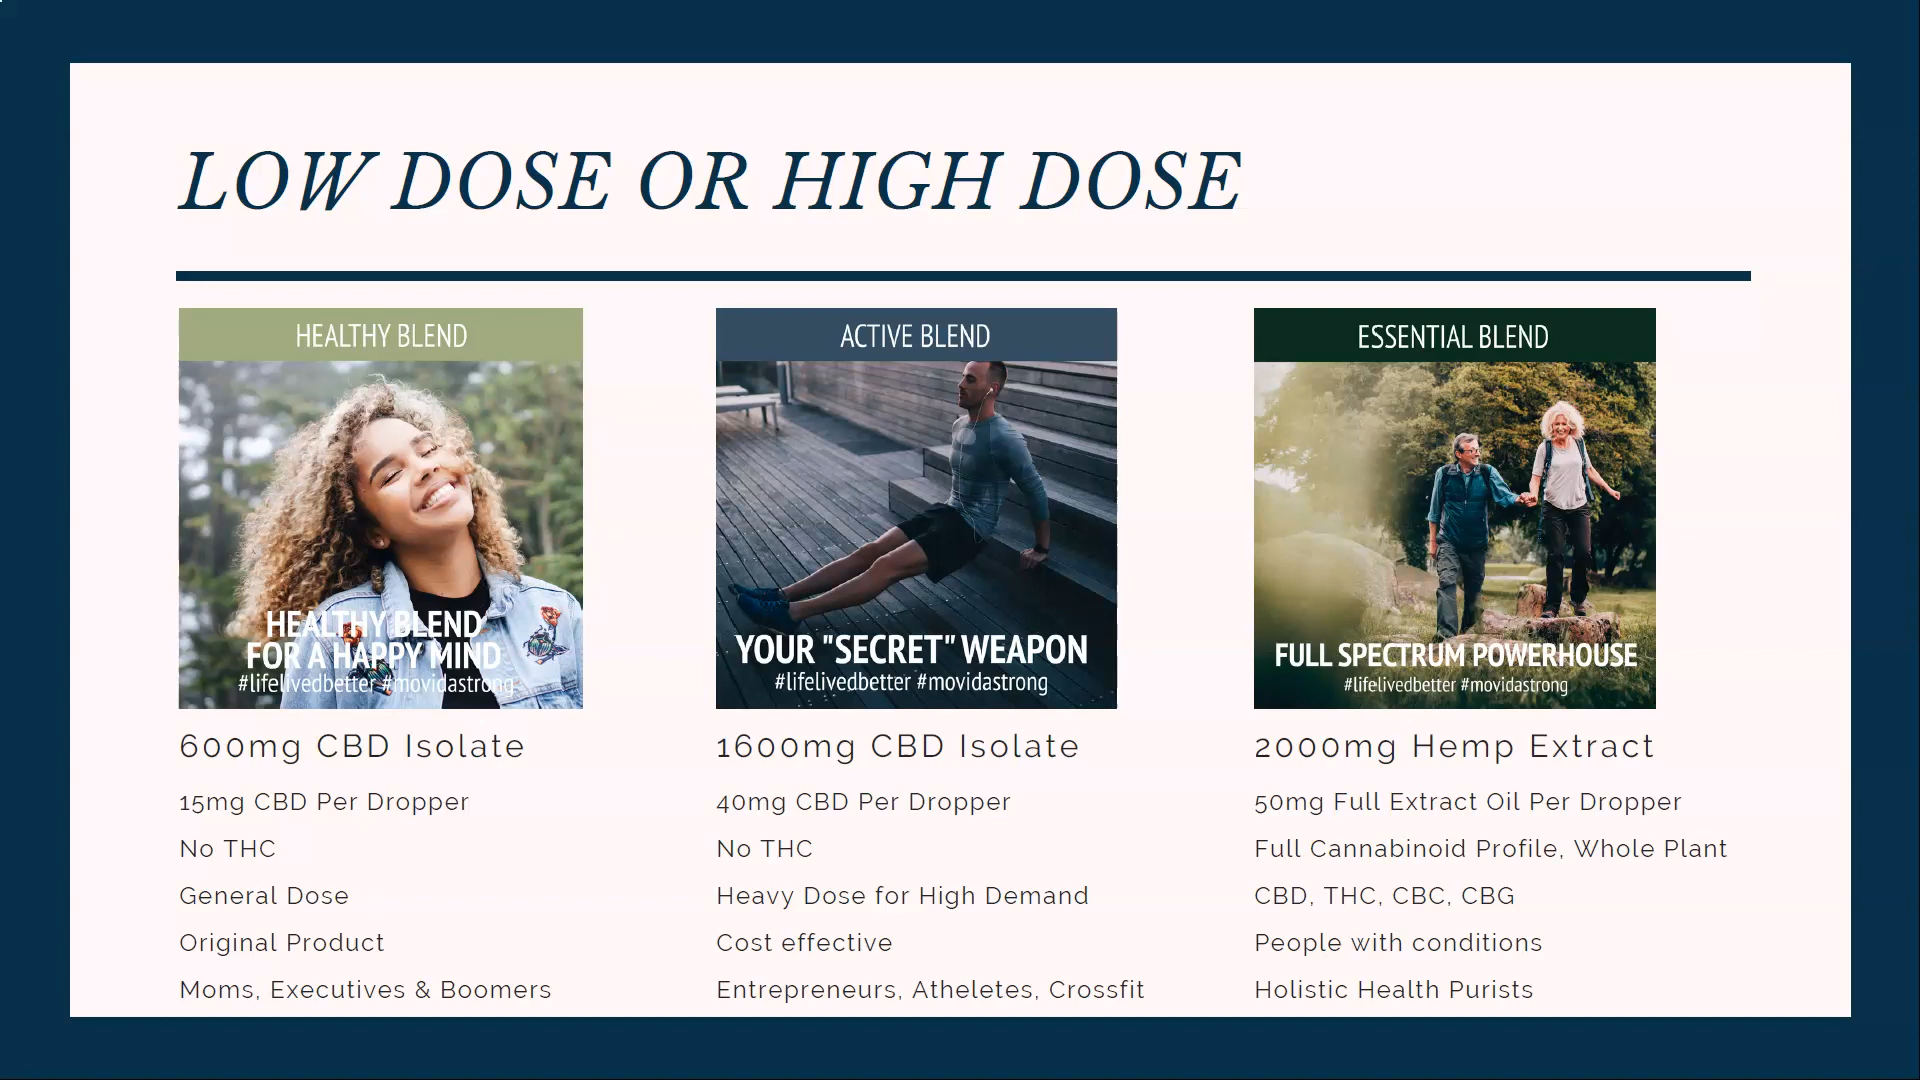 LOW DOSE OR HIGH DOSE
HEALTHY BLEND
HEALTHY BLEND
FOR A HAPPY MIND
#lifelivedbetter #movidastrong
600mg CBD Isolate
15mg CBD Per Dropper
No THC
General Dose
Original Product
Moms, Executives & Boomers
ACTIVE BLEND
YOUR "SECRET" WEAPON
#lifelivedbetter #movidastrong
1600mg CBD Isolate
40mg CBD Per Dropper
No THC
Heavy Dose for High Demand
Cost effective
Entrepreneurs, Atheletes, Crossfit
ESSENTIAL BLEND
FULL SPECTRUM POWERHOUSE
#lifelivedbetter #movidastrong
2000mg Hemp Extract
50mg Full Extract Oil Per Dropper
Full Cannabinoid Profile, Whole Plant
CBD, THC, CBC, CBG
People with conditions
Holistic Health Purists